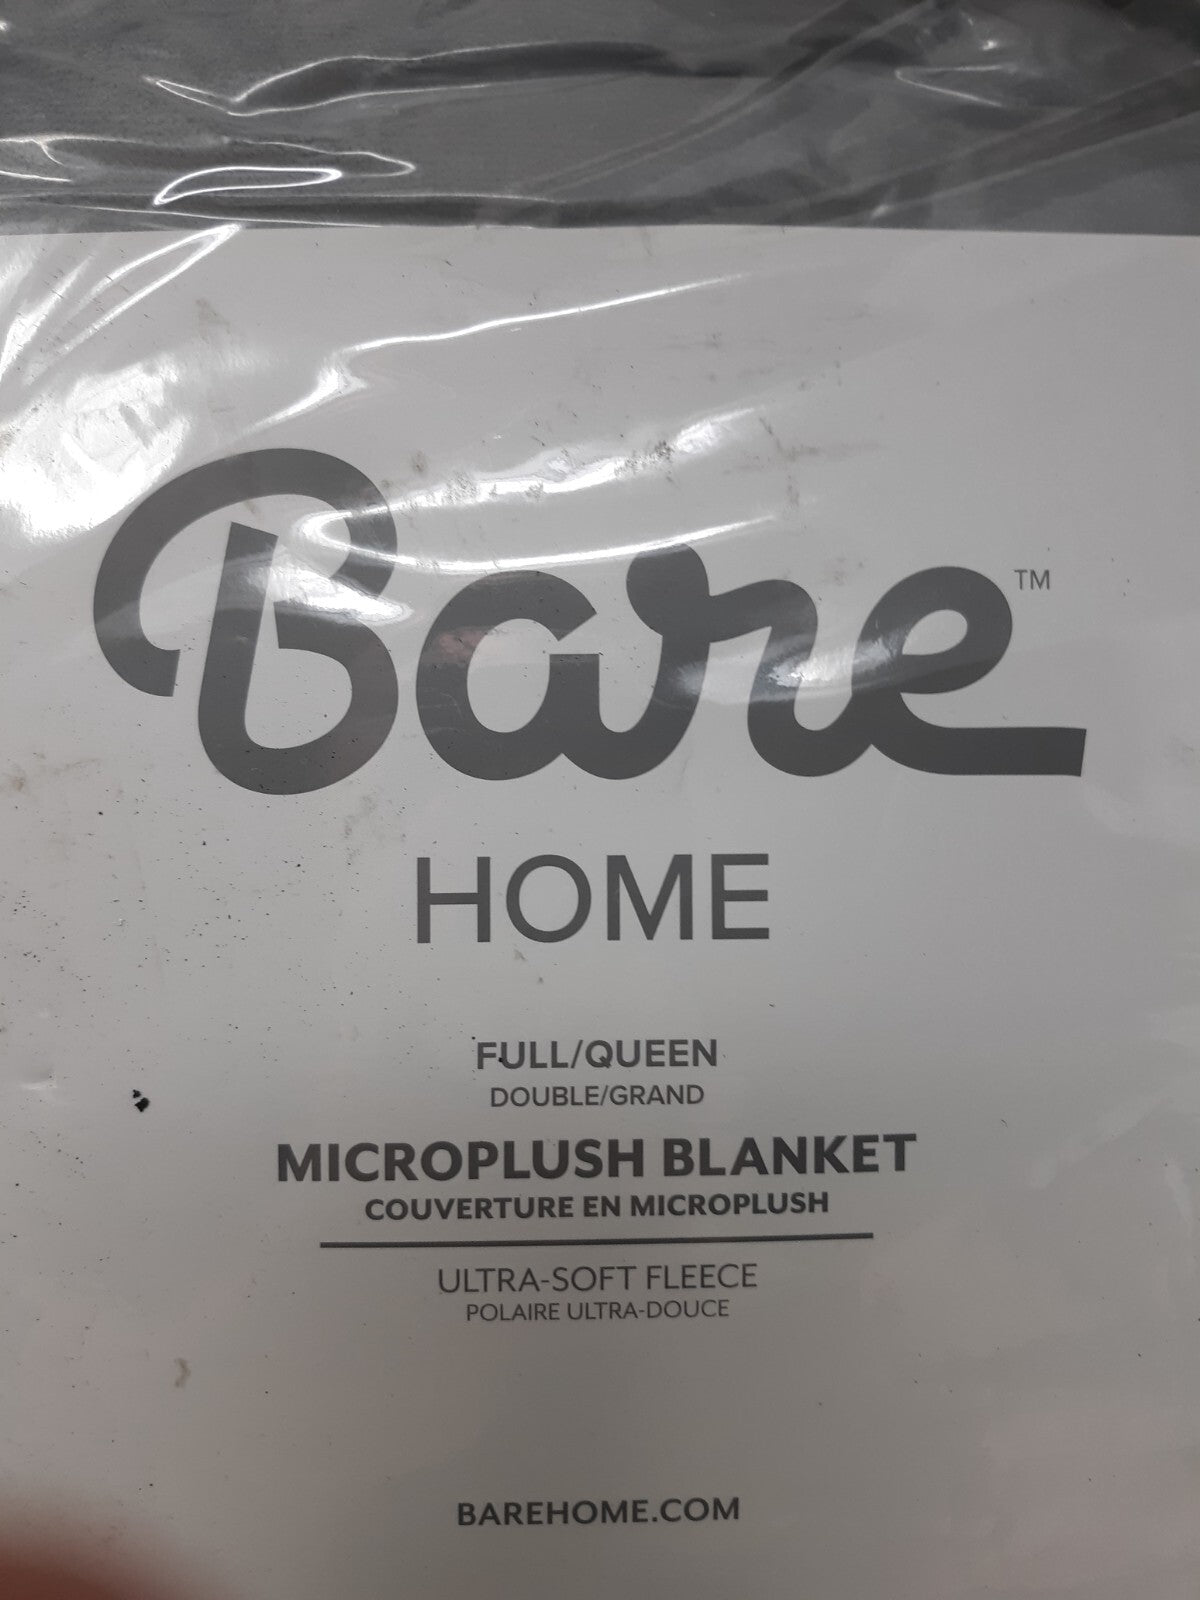 Bare™
HOME
FULL/QUEEN
DOUBLE/GRAND
MICROPLUSH BLANKET
COUVERTURE EN MICROPLUSH
ULTRA-SOFT FLEECE
POLAIRE ULTRA-DOUCE
BAREHOME.COM